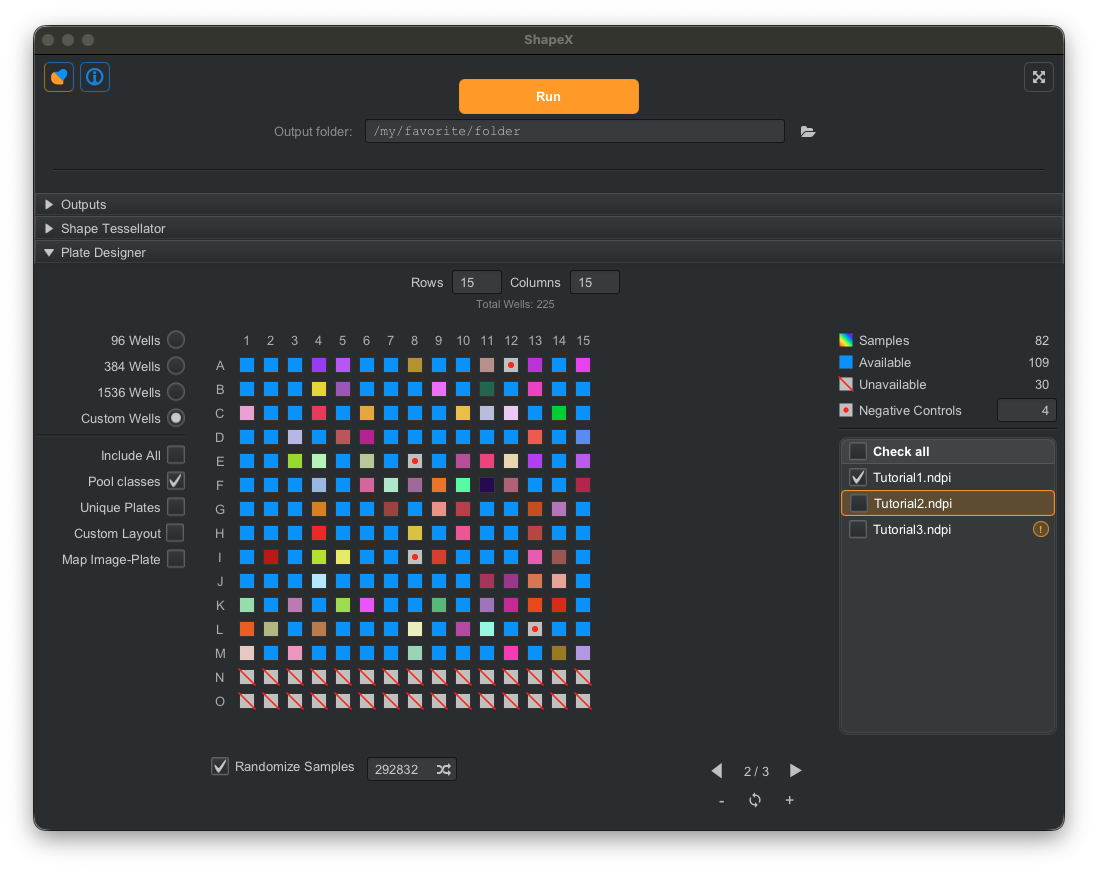 ShapeX
Run
Output folder: /my/favorite/folder
Outputs
Shape Tessellator
Plate Designer
Rows 15 Columns 15
Total Wells: 225
96 Wells
384 Wells
1536 Wells
Custom Wells
Include All
Pool classes
Unique Plates
Custom Layout
Map Image-Plate
1 2 3 4 5 6 7 8 9 10 11 12 13 14 15
A
B
C
D
E
F
G
H
I
J
K
L
M
N
O
Samples 82
Available 109
Unavailable 30
Negative Controls 4
Check all
Tutorial1.ndpi
Tutorial2.ndpi
Tutorial3.ndpi !
Randomize Samples 292832
2 / 3
- +